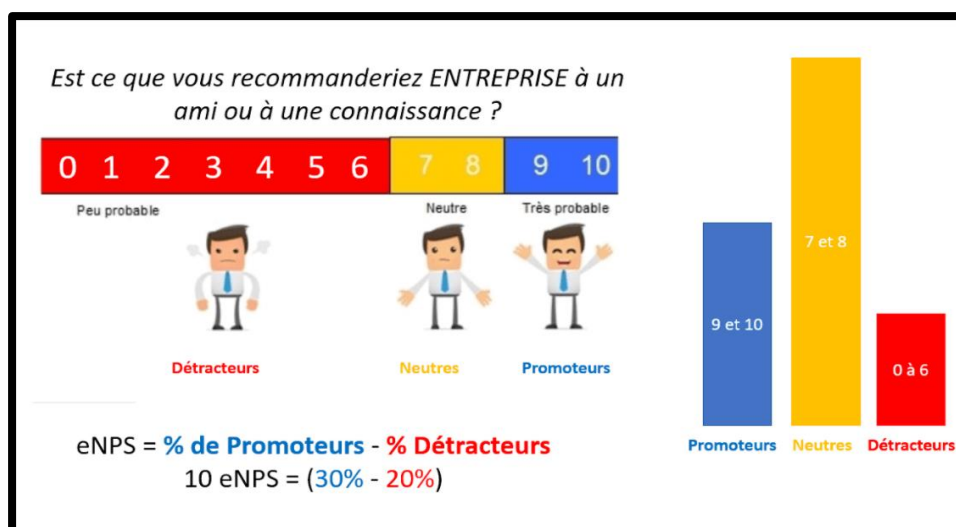 Est ce que vous recommanderiez ENTREPRISE à un
ami ou à une connaissance ?
0 1 2 3 4 5 6 7 8 9 10
Peu probable Neutre Très probable
Détracteurs Neutres Promoteurs
eNPS = % de Promoteurs - % Détracteurs
10 eNPS = (30% - 20%)
7 et 8
9 et 10
0 à 6
Promoteurs Neutres Détracteurs